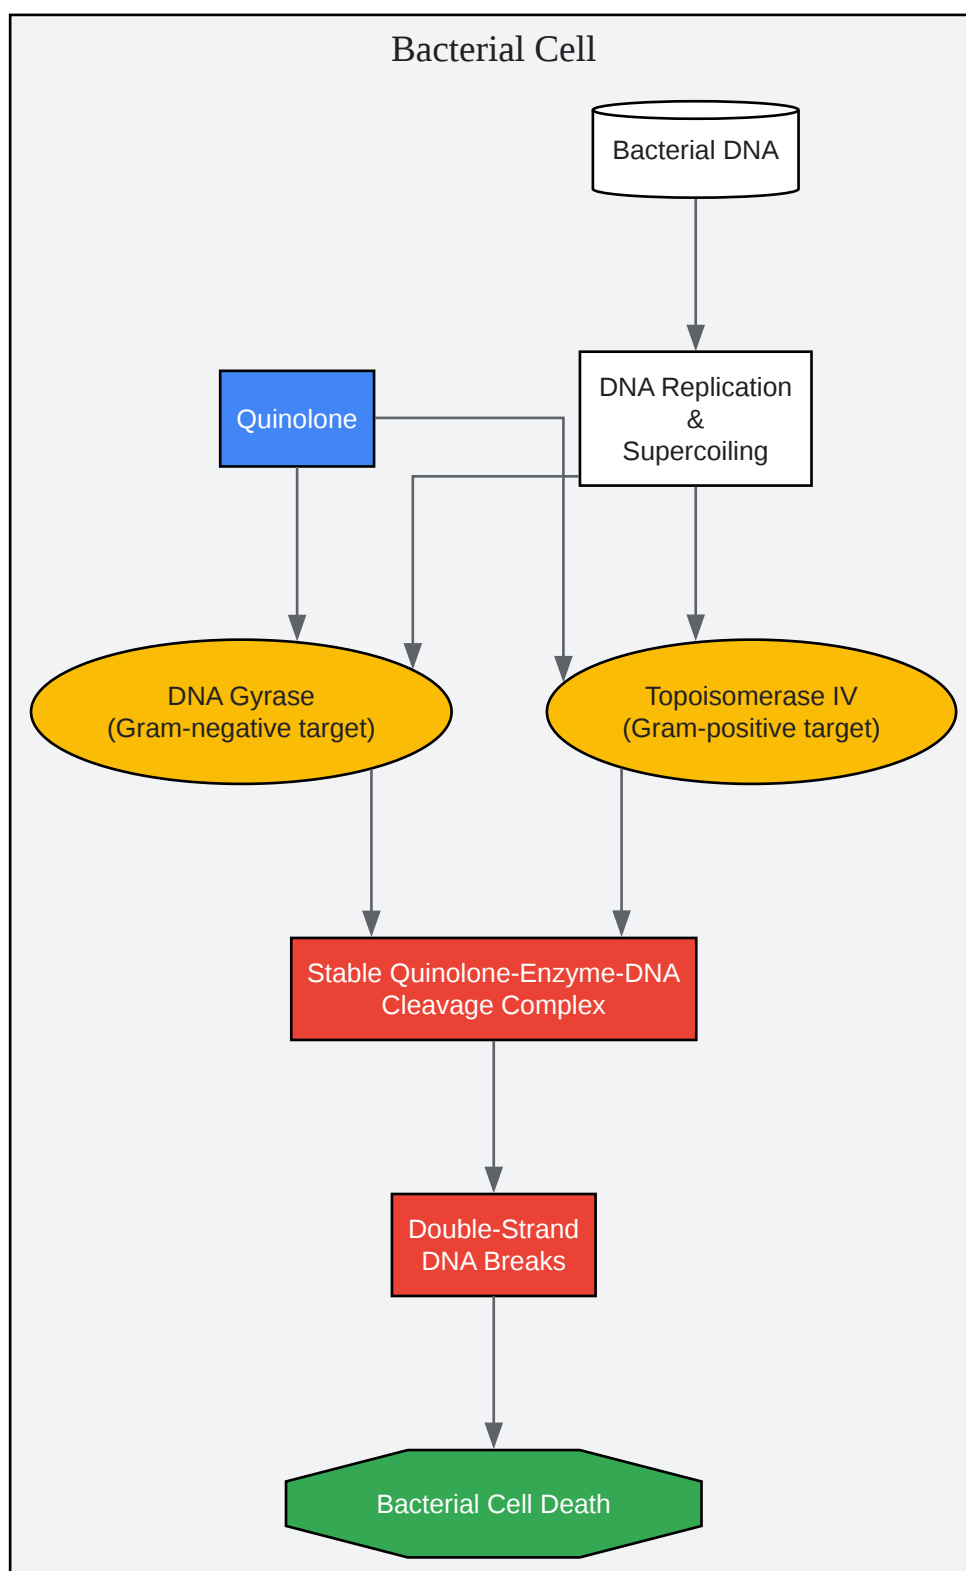 Bacterial Cell
Bacterial DNA
Quinolone
DNA Replication
&
Supercoiling
DNA Gyrase
(Gram-negative target)
Topoisomerase IV
(Gram-positive target)
Stable Quinolone-Enzyme-DNA
Cleavage Complex
Double-Strand
DNA Breaks
Bacterial Cell Death